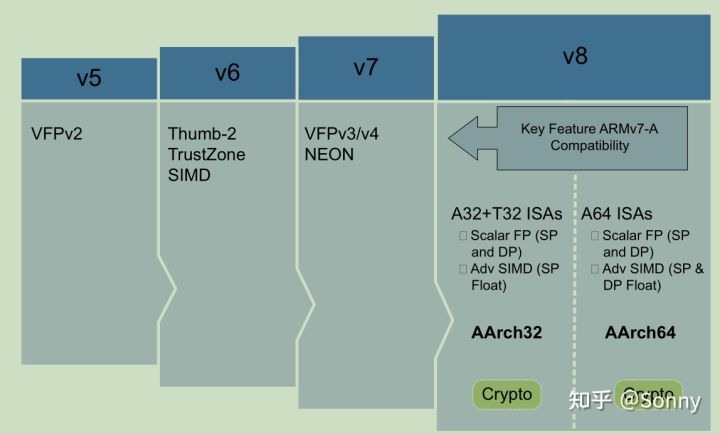 v5
v6
v7
v8
VFPv2
Thumb-2
TrustZone
SIMD
VFPv3/v4
NEON
Key Feature ARMv7-A
Compatibility
A32+T32 ISAs
Scalar FP (SP
and DP)
Adv SIMD (SP
Float)
AArch32
Crypto
A64 ISAs
Scalar FP (SP
and DP)
Adv SIMD (SP &
DP Float)
AArch64
Crypto
知乎 @Sonny